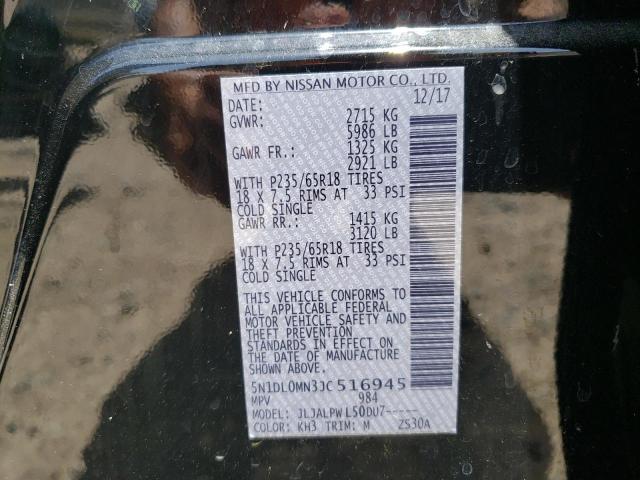 MFD BY NISSAN MOTOR CO., LTD.
DATE: 12/17
GVWR: 2715 KG
5986 LB
GAWR FR.: 1325 KG
2921 LB
WITH P235/65R18 TIRES
18 X 7.5 RIMS AT 33 PSI
COLD SINGLE
GAWR RR.: 1415 KG
3120 LB
WITH P235/65R18 TIRES
18 X 7.5 RIMS AT 33 PSI
COLD SINGLE
THIS VEHICLE CONFORMS TO
ALL APPLICABLE FEDERAL
MOTOR VEHICLE SAFETY AND
THEFT PREVENTION
STANDARDS IN EFFECT ON
THE DATE OF MANUFACTURE
SHOWN ABOVE.
5N1DL0MN3JC516945
MPV 984
MODEL: JLJALPWL50DU7-----
COLOR: KH3 TRIM: M ZS30A